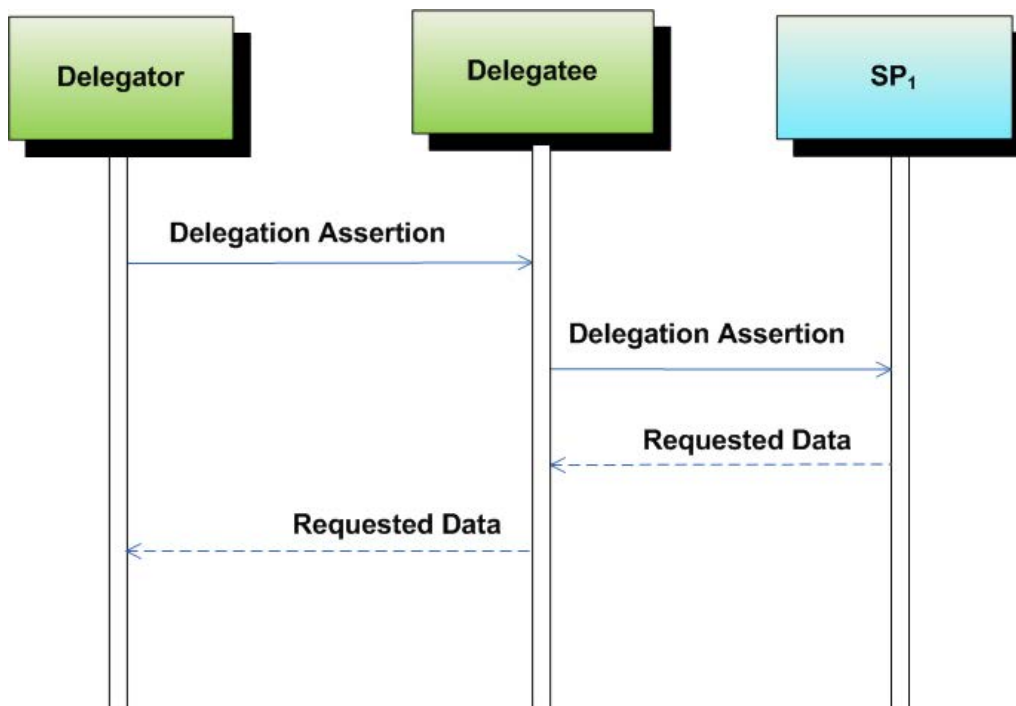 Delegator
Delegatee
SP₁
Delegation Assertion
Delegation Assertion
Requested Data
Requested Data